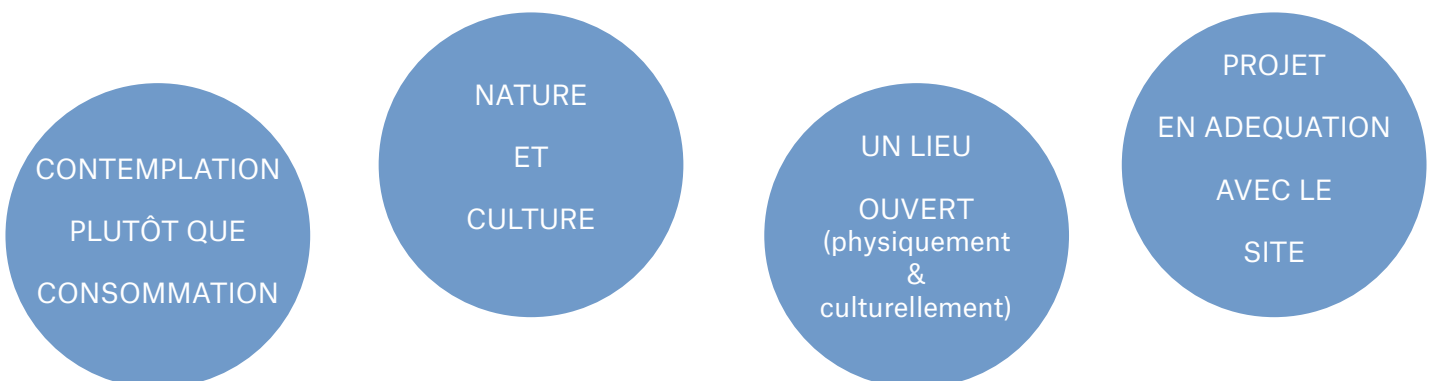 CONTEMPLATION
PLUTÔT QUE
CONSOMMATION
NATURE
ET
CULTURE
UN LIEU
OUVERT
(physiquement
&
culturellement)
PROJET
EN ADEQUATION
AVEC LE
SITE